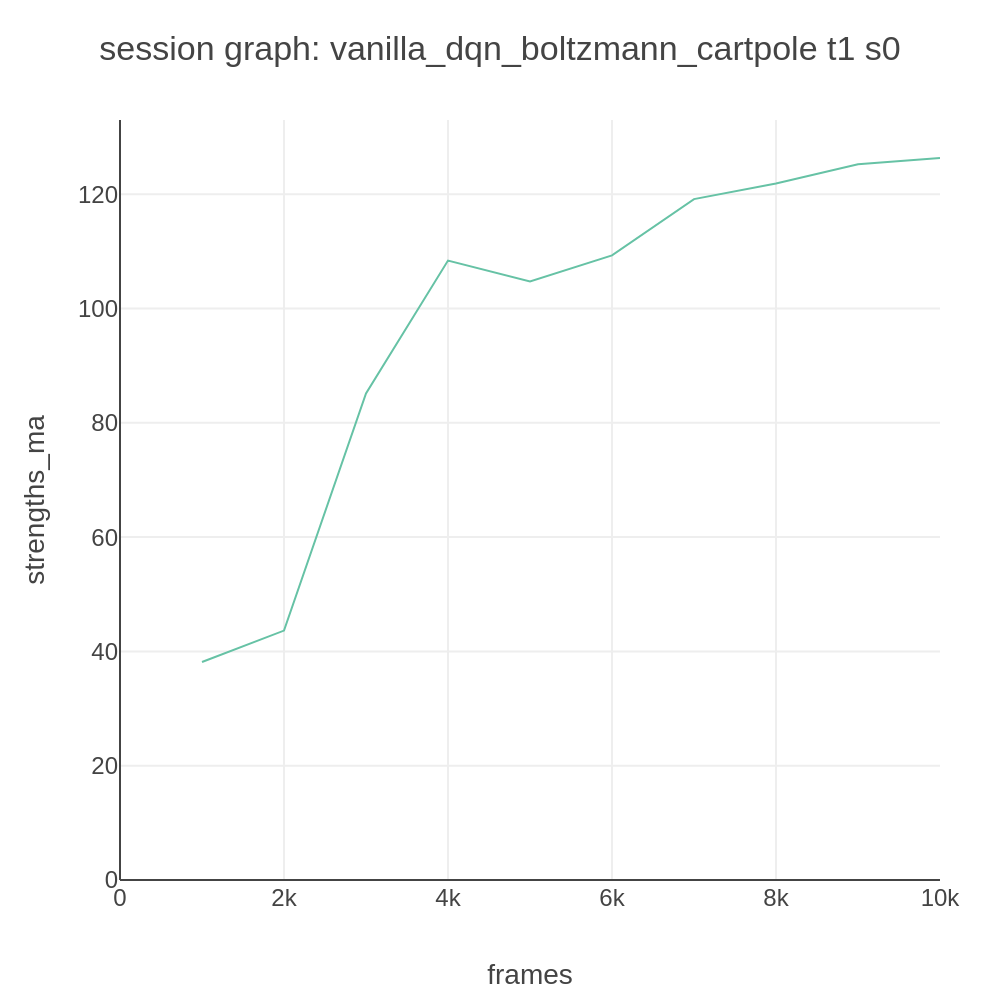 session graph: vanilla_dqn_boltzmann_cartpole t1 s0
120
100
80
60
40
20
0
strengths_ma
0 2k 4k 6k 8k 10k
frames